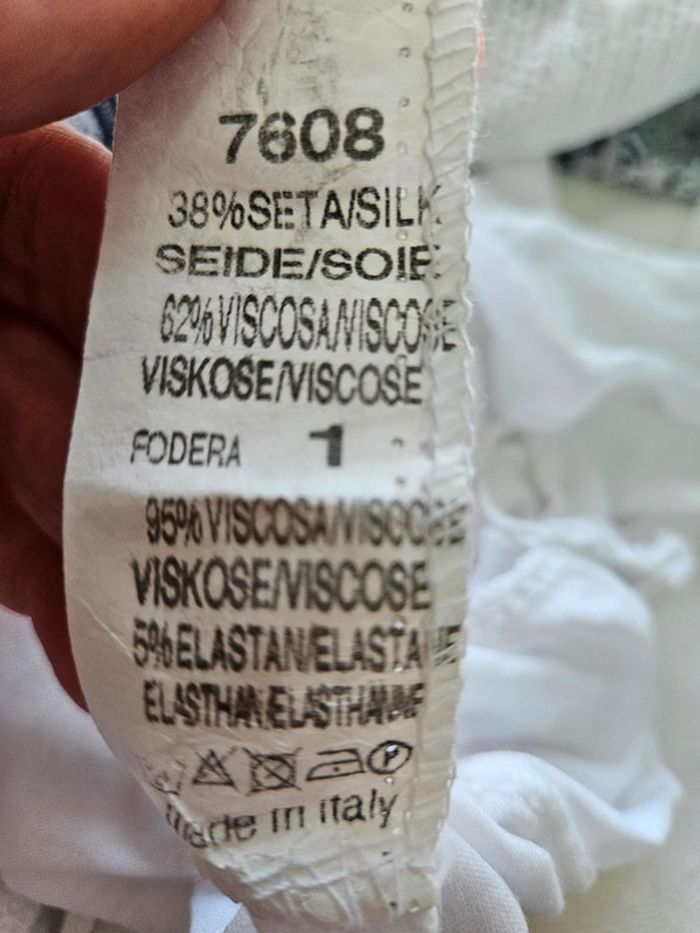 7608
38%SETA/SILK
SEIDE/SOIE
62%VISCOSA/VISCOSE
VISKOSE/VISCOSE
FODERA 1
95%VISCOSA/VISCOSE
VISKOSE/VISCOSE
5%ELASTAN/ELASTANE
ELASTHAN/ELASTHANNE
P
made in italy